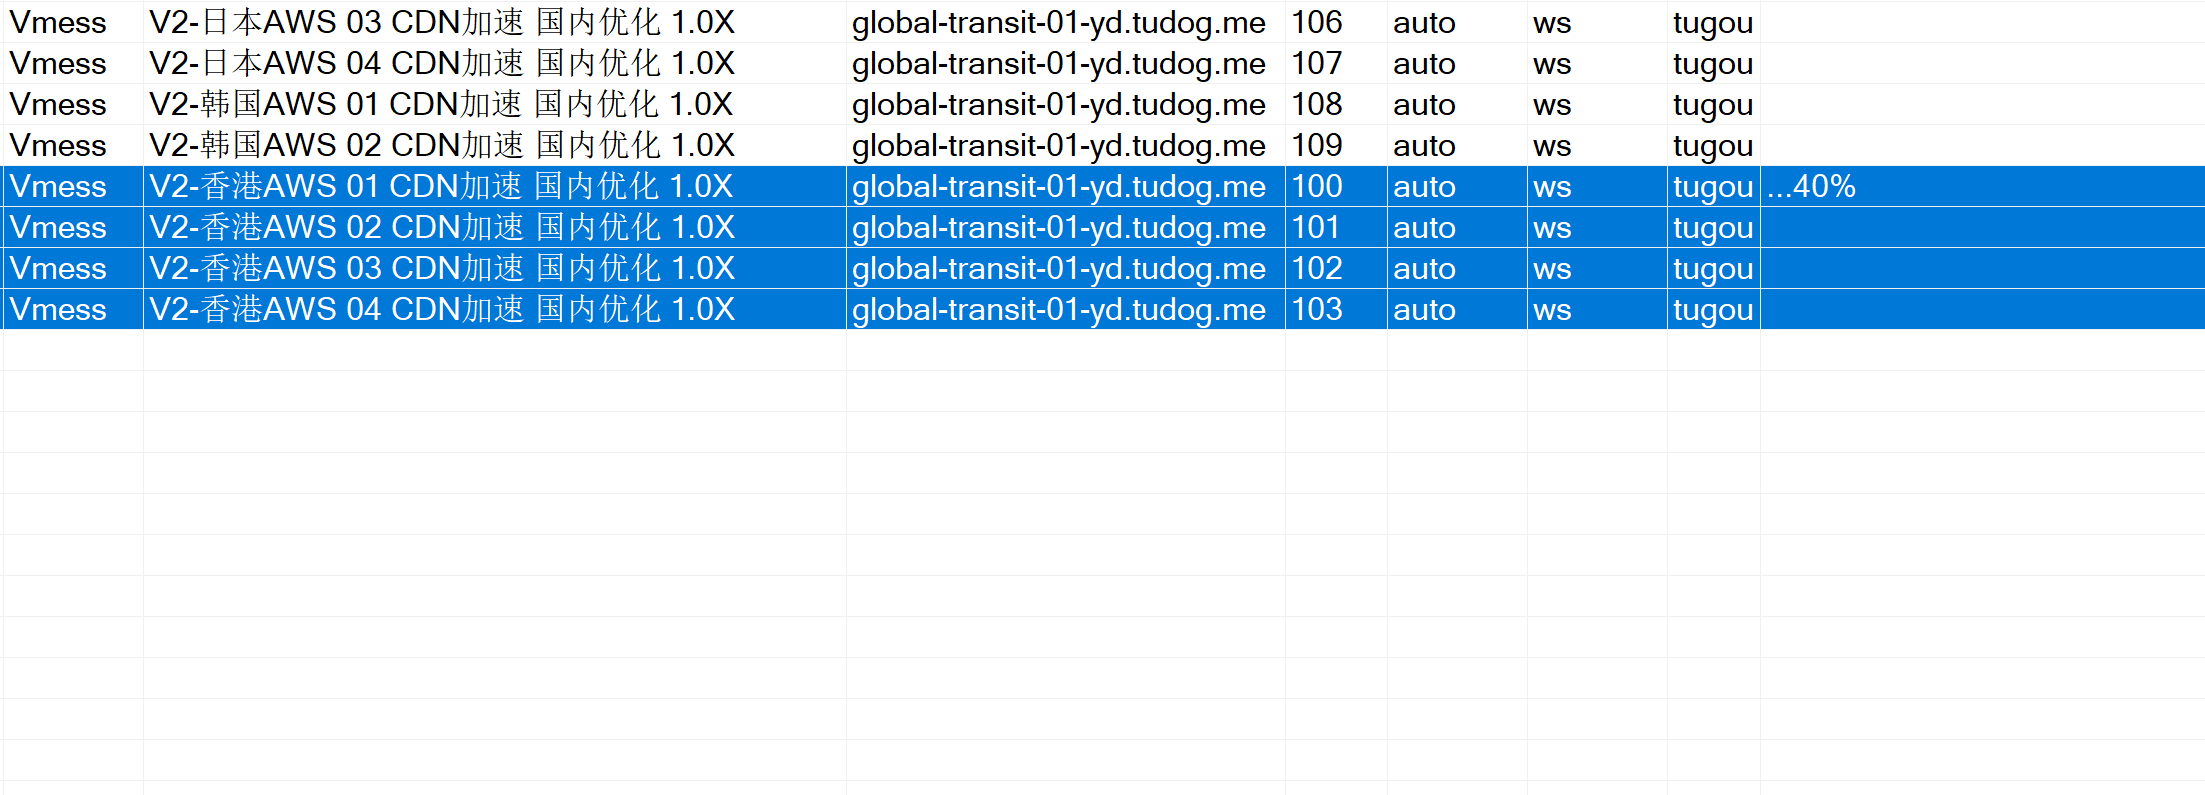 Vmess V2-日本AWS 03 CDN加速 国内优化 1.0X global-transit-01-yd.tudog.me 106 auto ws tugou
Vmess V2-日本AWS 04 CDN加速 国内优化 1.0X global-transit-01-yd.tudog.me 107 auto ws tugou
Vmess V2-韩国AWS 01 CDN加速 国内优化 1.0X global-transit-01-yd.tudog.me 108 auto ws tugou
Vmess V2-韩国AWS 02 CDN加速 国内优化 1.0X global-transit-01-yd.tudog.me 109 auto ws tugou
Vmess V2-香港AWS 01 CDN加速 国内优化 1.0X global-transit-01-yd.tudog.me 100 auto ws tugou ...40%
Vmess V2-香港AWS 02 CDN加速 国内优化 1.0X global-transit-01-yd.tudog.me 101 auto ws tugou
Vmess V2-香港AWS 03 CDN加速 国内优化 1.0X global-transit-01-yd.tudog.me 102 auto ws tugou
Vmess V2-香港AWS 04 CDN加速 国内优化 1.0X global-transit-01-yd.tudog.me 103 auto ws tugou